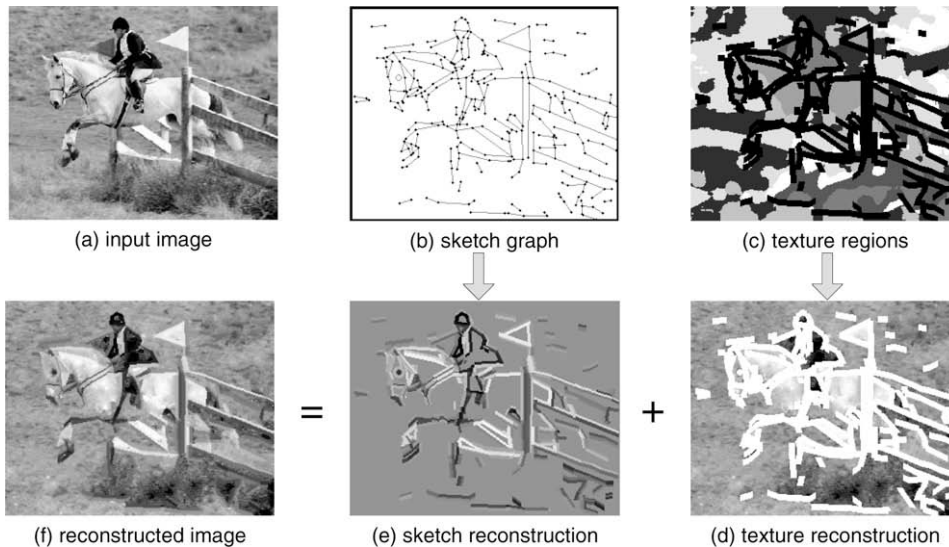 (a) input image
(b) sketch graph
(c) texture regions
=
+
(f) reconstructed image
(e) sketch reconstruction
(d) texture reconstruction